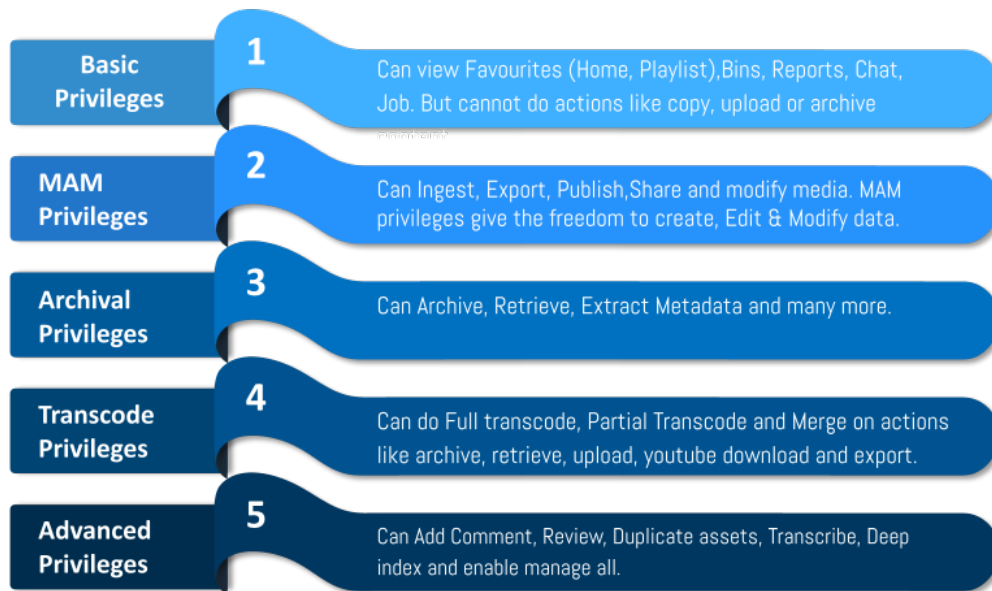 Basic
Privileges
1
Can view Favourites (Home, Playlist),Bins, Reports, Chat,
Job. But cannot do actions like copy, upload or archive
MAM
Privileges
2
Can Ingest, Export, Publish,Share and modify media. MAM
privileges give the freedom to create, Edit & Modify data.
Archival
Privileges
3
Can Archive, Retrieve, Extract Metadata and many more.
Transcode
Privileges
4
Can do Full transcode, Partial Transcode and Merge on actions
like archive, retrieve, upload, youtube download and export.
Advanced
Privileges
5
Can Add Comment, Review, Duplicate assets, Transcribe, Deep
index and enable manage all.